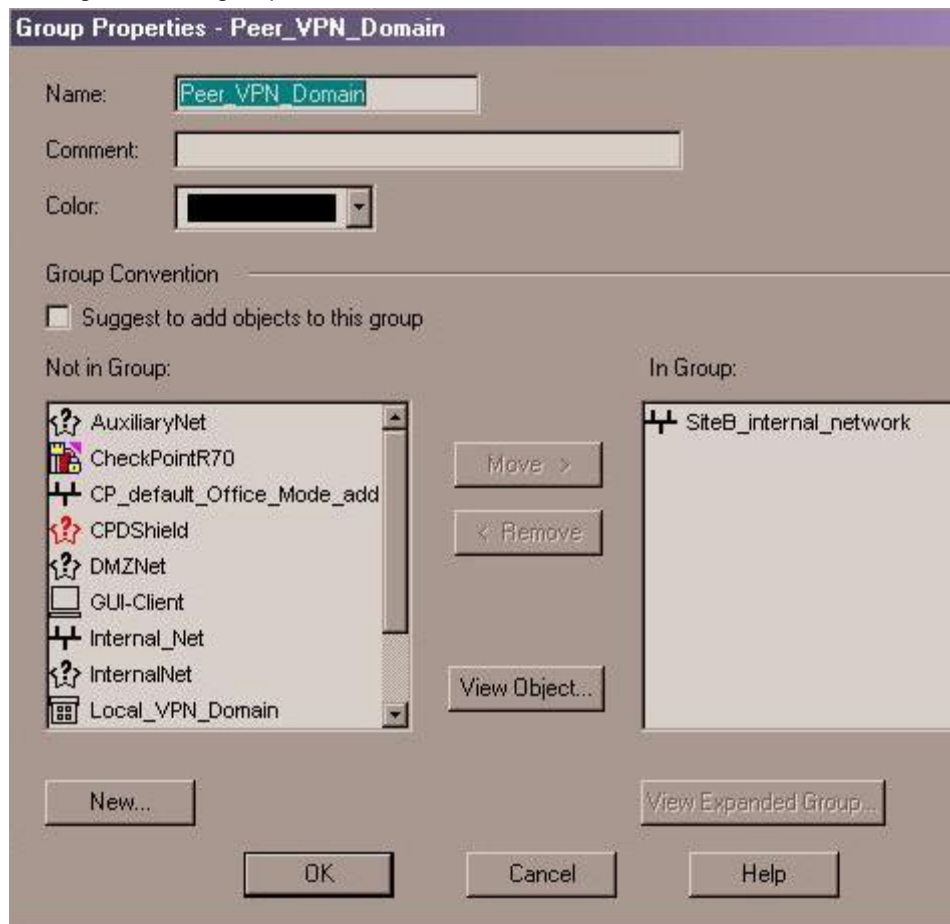 Group Properties - Peer_VPN_Domain
Name: Peer_VPN_Domain
Comment:
Color:
Group Convention
Suggest to add objects to this group
Not in Group:
In Group:
AuxiliaryNet
CheckPointR70
CP_default_Office_Mode_add
CPDShield
DMZNet
GUI-Client
Internal_Net
InternalNet
Local_VPN_Domain
Move >
< Remove
View Object...
SiteB_internal_network
New...
View Expanded Group...
OK
Cancel
Help